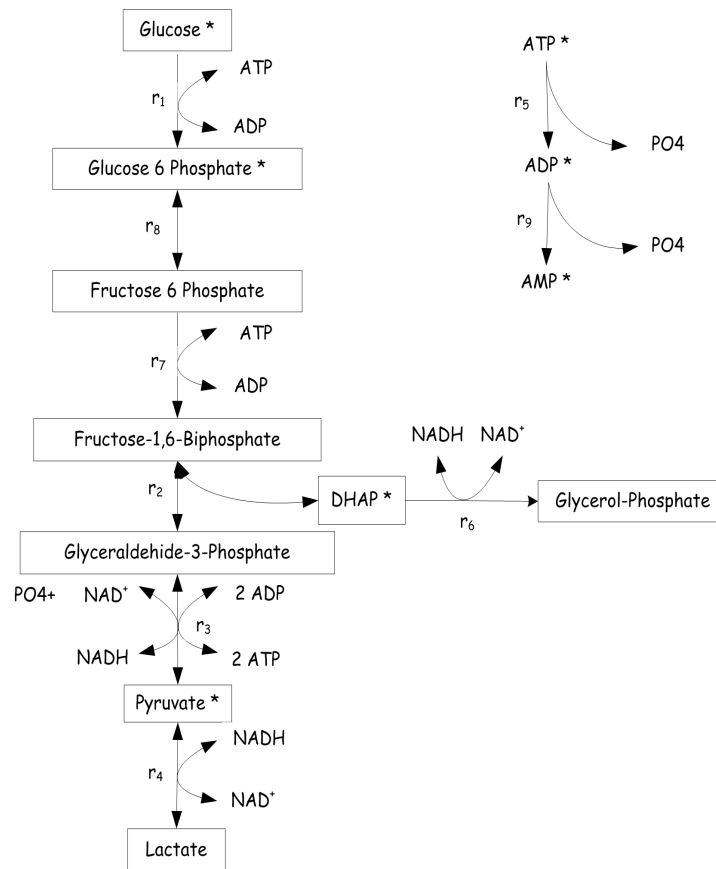 Glucose *
ATP
r1
ADP
Glucose 6 Phosphate *
r8
Fructose 6 Phosphate
ATP
r7
ADP
Fructose-1,6-Biphosphate
r2
Glyceraldehide-3-Phosphate
PO4+ NAD+ 2 ADP
r3
NADH 2 ATP
Pyruvate *
NADH
r4
NAD+
Lactate
NADH NAD+
DHAP *
r6
Glycerol-Phosphate
ATP *
r5
PO4
ADP *
r9
PO4
AMP *